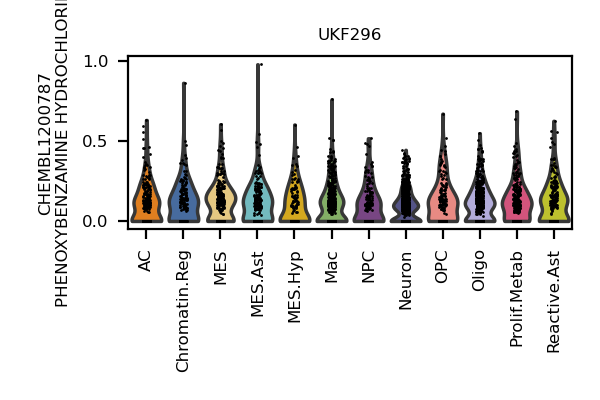 UKF296
CHEMBL1200787
PHENOXYBENZAMINE
1.0
0.5
0.0
AC
Chromatin.Reg
MES
MES.Ast
MES.Hyp
Mac
NPC
Neuron
OPC
Oligo
Prolif.Metab
Reactive.Ast